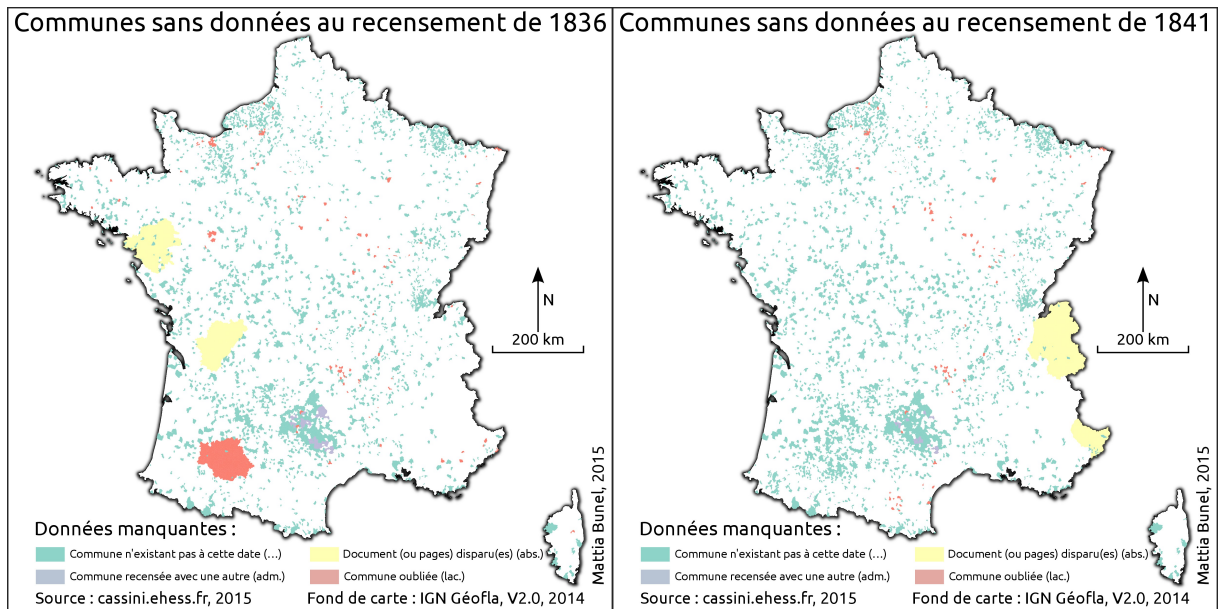 Communes sans données au recensement de 1836
N
200 km
Données manquantes :
Commune n'existant pas à cette date (...)
Document (ou pages) disparu(es) (abs.)
Commune recensée avec une autre (adm.)
Commune oubliée (lac.)
Source : cassini.ehess.fr, 2015
Fond de carte : IGN Géofla, V2.0, 2014
Mattia Bunel, 2015
Communes sans données au recensement de 1841
N
200 km
Données manquantes :
Commune n'existant pas à cette date (...)
Document (ou pages) disparu(es) (abs.)
Commune recensée avec une autre (adm.)
Commune oubliée (lac.)
Source : cassini.ehess.fr, 2015
Fond de carte : IGN Géofla, V2.0, 2014
Mattia Bunel, 2015